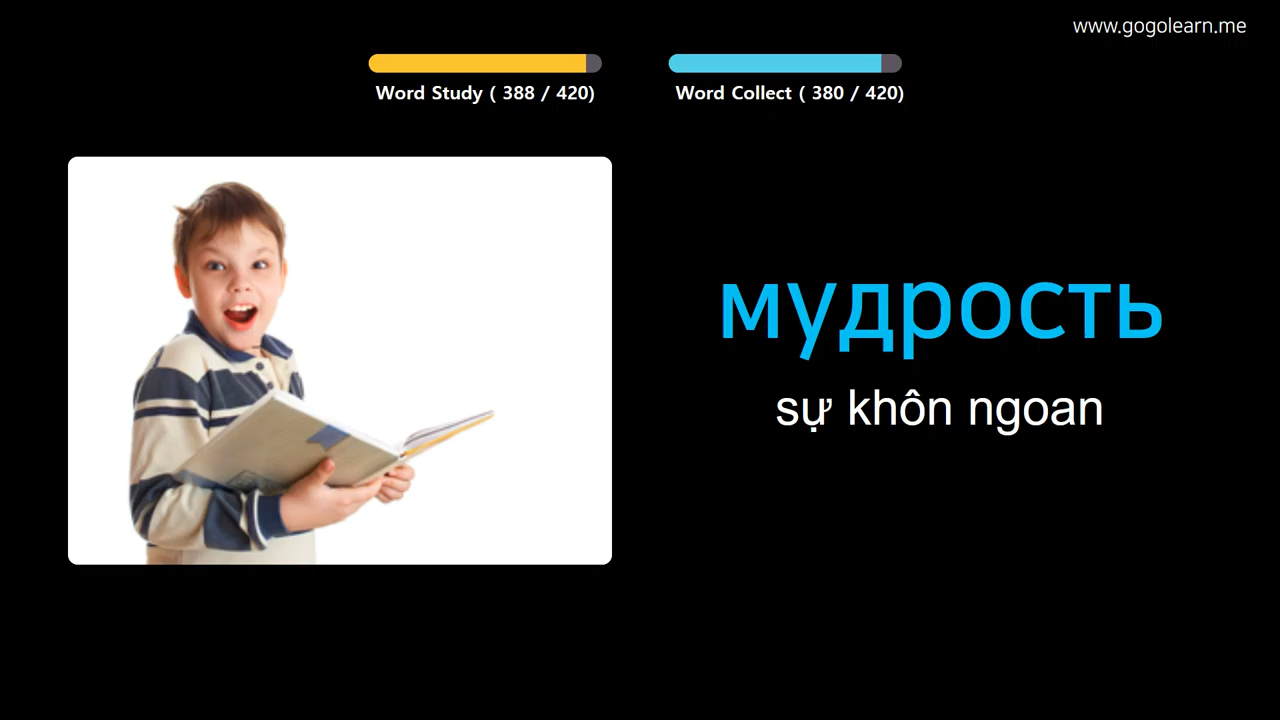 www.gogolearn.me
Word Study ( 388 / 420)
Word Collect ( 380 / 420)
мудрость
sự khôn ngoan